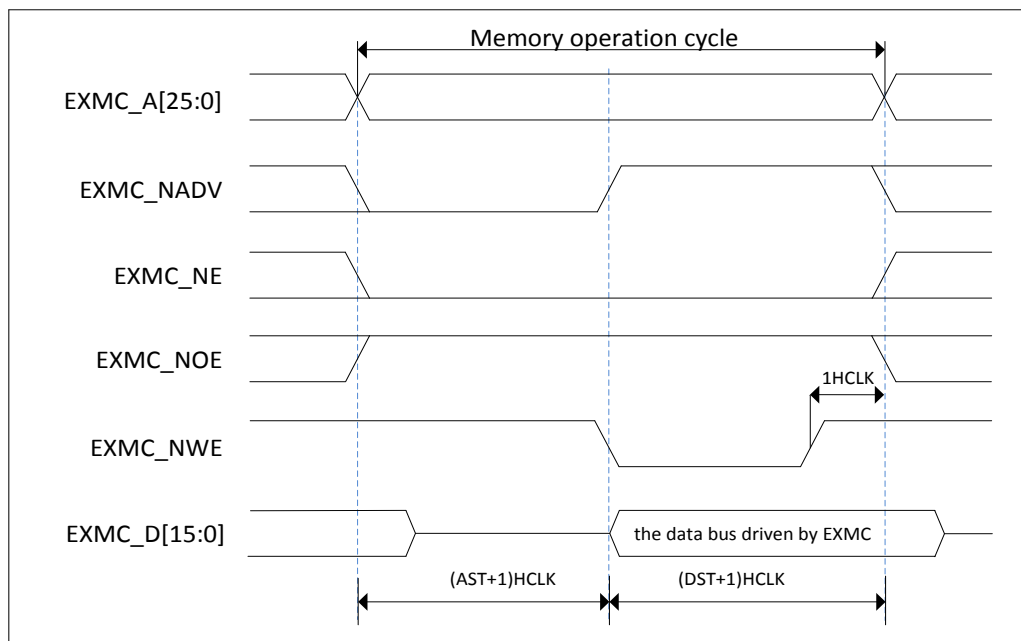 Memory operation cycle
EXMC_A[25:0]
EXMC_NADV
EXMC_NE
EXMC_NOE
1HCLK
EXMC_NWE
EXMC_D[15:0]
the data bus driven by EXMC
(AST+1)HCLK
(DST+1)HCLK